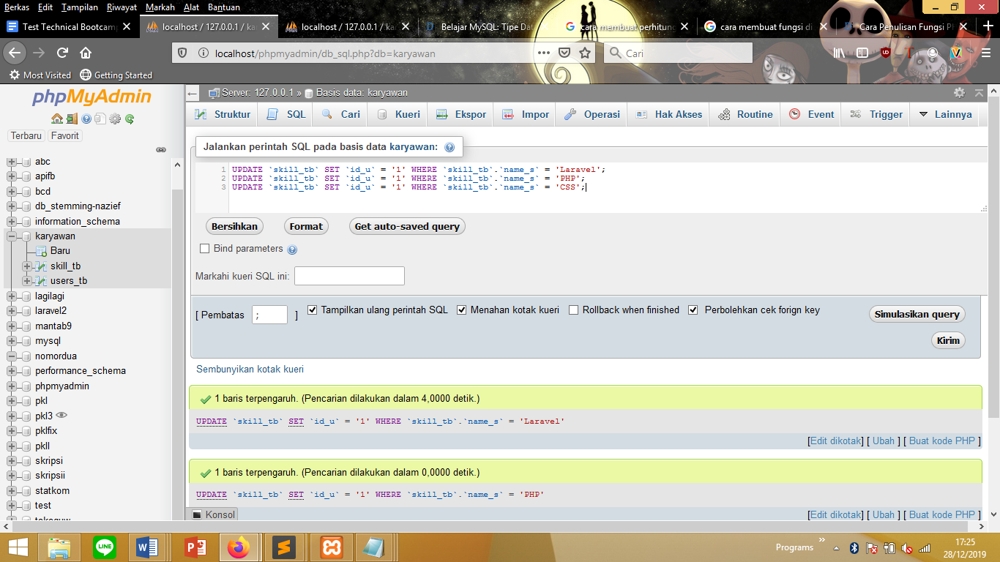 Berkas Edit Tampilan Riwayat Markah Alat Bantuan
Test Technical Bootcam localhost / 127.0.0.1 / ka localhost / 127.0.0.1 / ka Belajar MySQL: Tipe Dat cara membuat perhitung cara membuat fungsi di Cara Penulisan Fungsi PH
localhost/phpmyadmin/db_sql.php?db=karyawan Cari
Most Visited Getting Started
phpMyAdmin
Terbaru Favorit
abc
apifb
bcd
db_stemming-nazief
information_schema
karyawan
Baru
skill_tb
users_tb
lagilagi
laravel2
mantab9
mysql
nomordua
performance_schema
phpmyadmin
pkl
pkl3
pklfix
pkll
skripsi
skripsii
statkom
test
Server: 127.0.0.1 » Basis data: karyawan
Struktur SQL Cari Kueri Ekspor Impor Operasi Hak Akses Routine Event Trigger Lainnya
Jalankan perintah SQL pada basis data karyawan:
1 UPDATE `skill_tb` SET `id_u` = '1' WHERE `skill_tb`.`name_s` = 'Laravel';
2 UPDATE `skill_tb` SET `id_u` = '1' WHERE `skill_tb`.`name_s` = 'PHP';
3 UPDATE `skill_tb` SET `id_u` = '1' WHERE `skill_tb`.`name_s` = 'CSS';
Bersihkan Format Get auto-saved query
Bind parameters
Markahi kueri SQL ini:
[ Pembatas ; ] Tampilkan ulang perintah SQL Menahan kotak kueri Rollback when finished Perbolehkan cek forign key Simulasikan query
Kirim
Sembunyikan kotak kueri
1 baris terpengaruh. (Pencarian dilakukan dalam 4,0000 detik.)
UPDATE `skill_tb` SET `id_u` = '1' WHERE `skill_tb`.`name_s` = 'Laravel'
[Edit dikotak] [ Ubah ] [ Buat kode PHP ]
1 baris terpengaruh. (Pencarian dilakukan dalam 0,0000 detik.)
UPDATE `skill_tb` SET `id_u` = '1' WHERE `skill_tb`.`name_s` = 'PHP'
Konsol [Edit dikotak] [ Ubah ] [ Buat kode PHP ]
Programs
17:25
28/12/2019